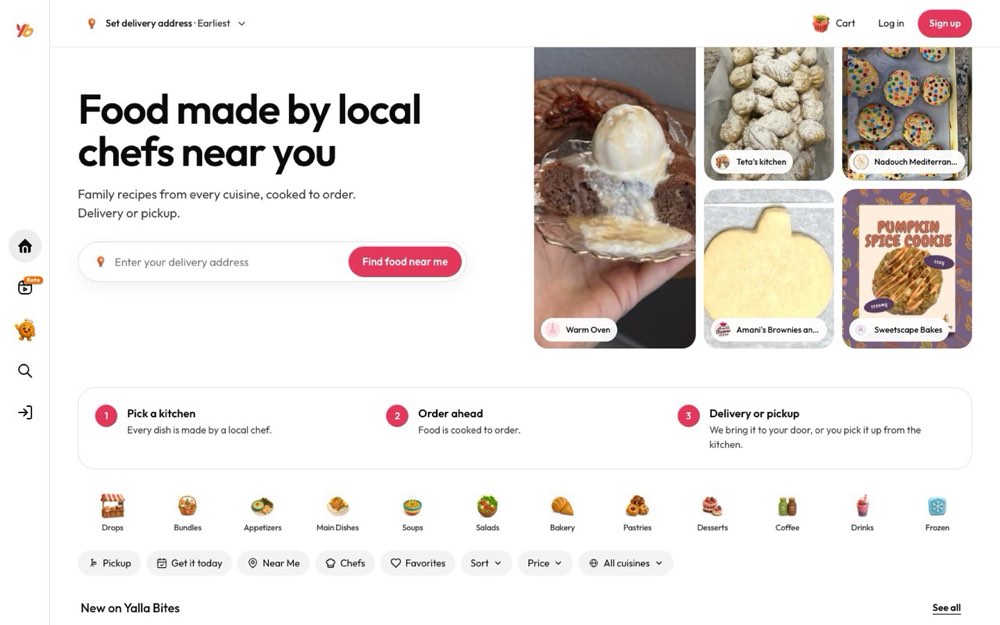 Yb
Set delivery address · Earliest
Cart
Log in
Sign up
Food made by local
chefs near you
Family recipes from every cuisine, cooked to order.
Delivery or pickup.
Enter your delivery address
Find food near me
Warm Oven
Teta's kitchen
Nadouch Mediterran...
Amani's Brownies an...
PUMPKIN
SPICE COOKIE
cozy
creamy
Sweetscape Bakes
Beta
1
Pick a kitchen
Every dish is made by a local chef.
2
Order ahead
Food is cooked to order.
3
Delivery or pickup
We bring it to your door, or you pick it up from the
kitchen.
Drops
Bundles
Appetizers
Main Dishes
Soups
Salads
Bakery
Pastries
Desserts
Coffee
Drinks
Frozen
Pickup
Get it today
Near Me
Chefs
Favorites
Sort
Price
All cuisines
New on Yalla Bites
See all